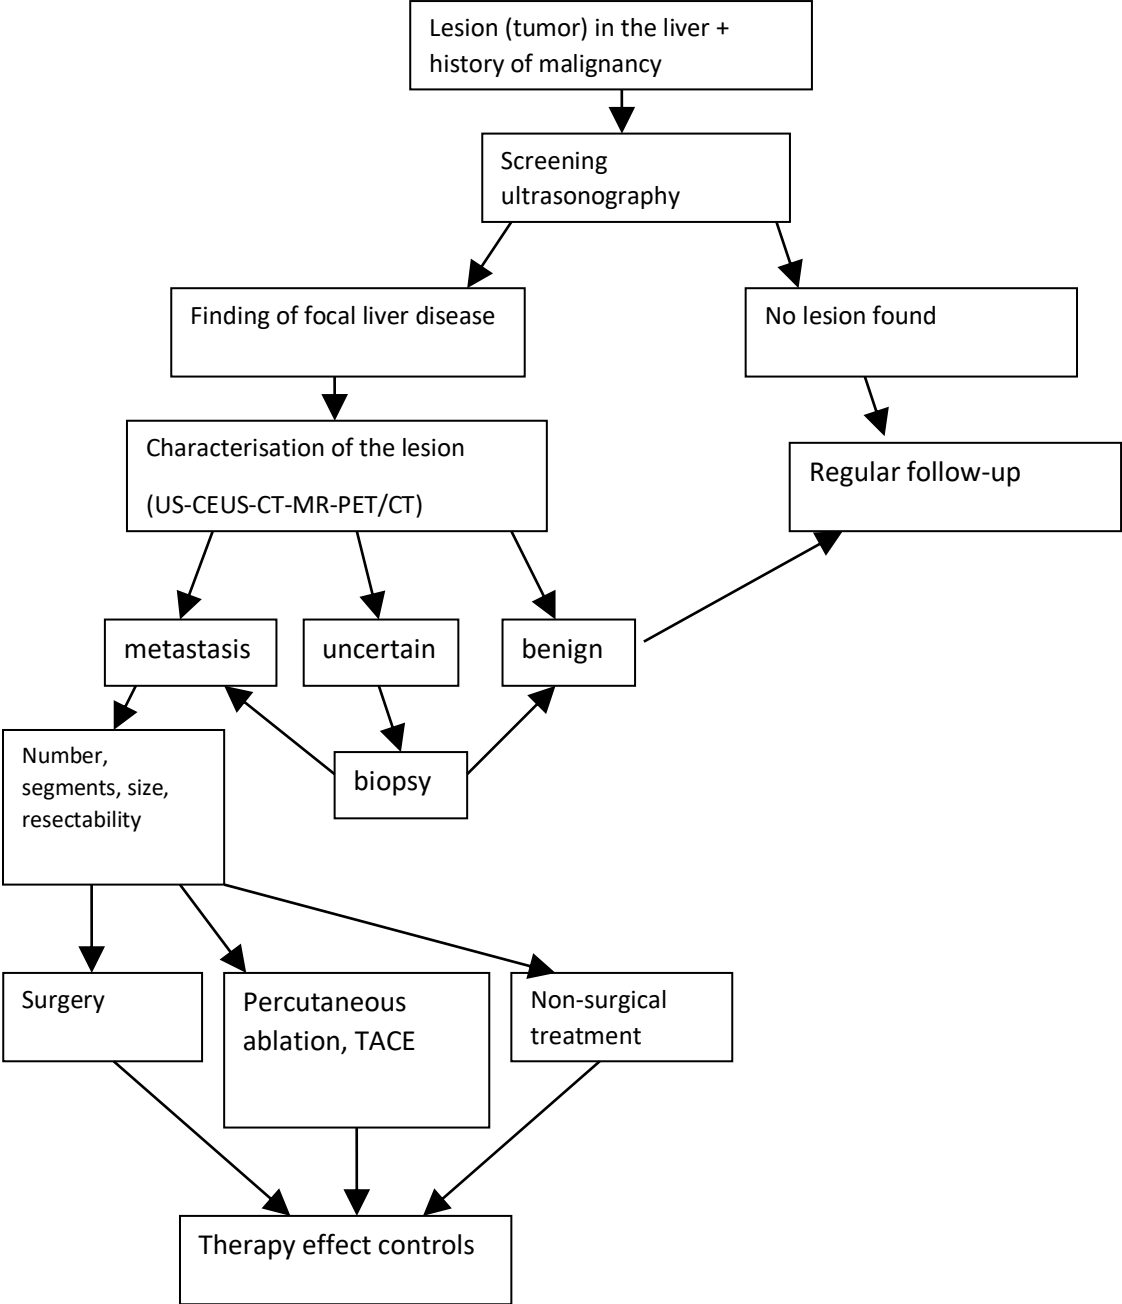 Lesion (tumor) in the liver +
history of malignancy
Screening
ultrasonography
Finding of focal liver disease
No lesion found
Characterisation of the lesion
(US-CEUS-CT-MR-PET/CT)
Regular follow-up
metastasis
uncertain
benign
Number,
segments, size,
resectability
biopsy
Surgery
Percutaneous
ablation, TACE
Non-surgical
treatment
Therapy effect controls